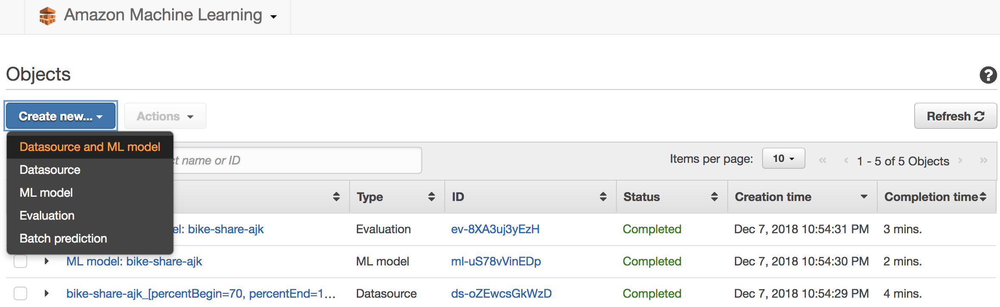 Amazon Machine Learning
Objects
?
Create new... Actions Refresh
Datasource and ML model
Datasource
ML model
Evaluation
Batch prediction
name or ID Items per page: 10 « ‹ 1 - 5 of 5 Objects › »
Type ID Status Creation time Completion time
bike-share-ajk Evaluation ev-8XA3uj3yEzH Completed Dec 7, 2018 10:54:31 PM 3 mins.
ML model: bike-share-ajk ML model ml-uS78vVinEDp Completed Dec 7, 2018 10:54:30 PM 2 mins.
bike-share-ajk_[percentBegin=70, percentEnd=1... Datasource ds-oZEwcsGkWzD Completed Dec 7, 2018 10:54:29 PM 4 mins.